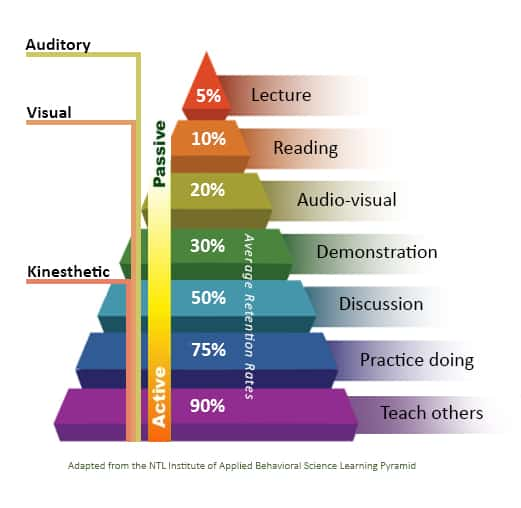 Auditory
Visual
Kinesthetic
Passive
Active
5% Lecture
10% Reading
20% Audio-visual
30% Demonstration
50% Discussion
75% Practice doing
90% Teach others
Average Retention Rates
Adapted from the NTL Institute of Applied Behavioral Science Learning Pyramid